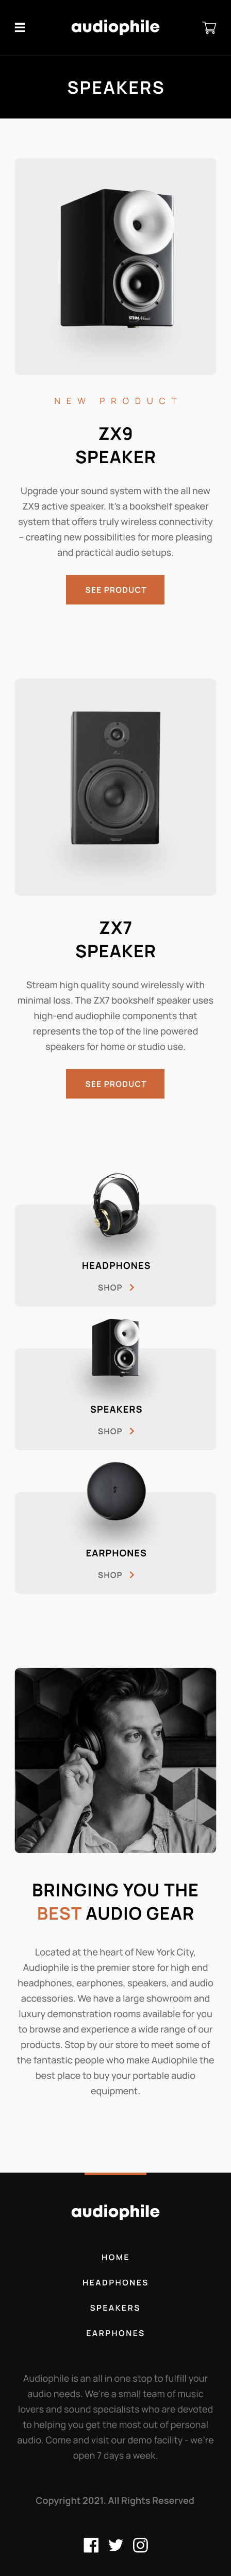 audiophile
SPEAKERS
NEW PRODUCT
ZX9
SPEAKER
Upgrade your sound system with the all new
ZX9 active speaker. It's a bookshelf speaker
system that offers truly wireless connectivity
– creating new possibilities for more pleasing
and practical audio setups.
SEE PRODUCT
ZX7
SPEAKER
Stream high quality sound wirelessly with
minimal loss. The ZX7 bookshelf speaker uses
high-end audiophile components that
represents the top of the line powered
speakers for home or studio use.
SEE PRODUCT
HEADPHONES
SHOP
SPEAKERS
SHOP
EARPHONES
SHOP
BRINGING YOU THE
BEST AUDIO GEAR
Located at the heart of New York City,
Audiophile is the premier store for high end
headphones, earphones, speakers, and audio
accessories. We have a large showroom and
luxury demonstration rooms available for you
to browse and experience a wide range of our
products. Stop by our store to meet some of
the fantastic people who make Audiophile the
best place to buy your portable audio
equipment.
audiophile
HOME
HEADPHONES
SPEAKERS
EARPHONES
Audiophile is an all in one stop to fulfill your
audio needs. We're a small team of music
lovers and sound specialists who are devoted
to helping you get the most out of personal
audio. Come and visit our demo facility - we're
open 7 days a week.
Copyright 2021. All Rights Reserved